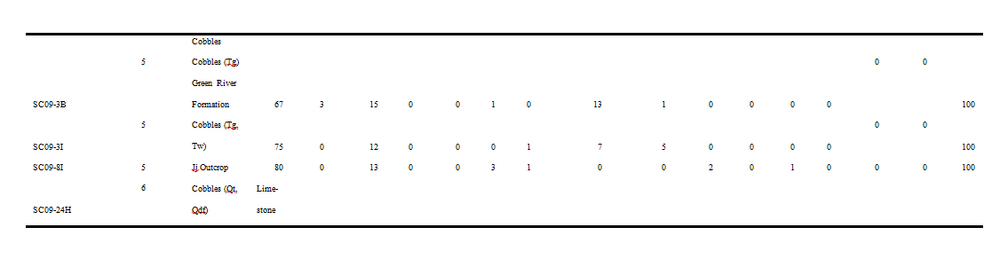 Cobbles
5 Cobbles (Tg) 0 0
Green River
SC09-3B Formation 67 3 15 0 0 1 0 13 1 0 0 0 0 100
5 Cobbles (Tg, 0 0
SC09-3I Tw) 75 0 12 0 0 0 1 7 5 0 0 0 0 100
SC09-8I 5 Jj Outcrop 80 0 13 0 0 3 1 0 0 2 0 1 0 0 0 100
6 Cobbles (Qt, Lime-
SC09-24H Qdf) stone